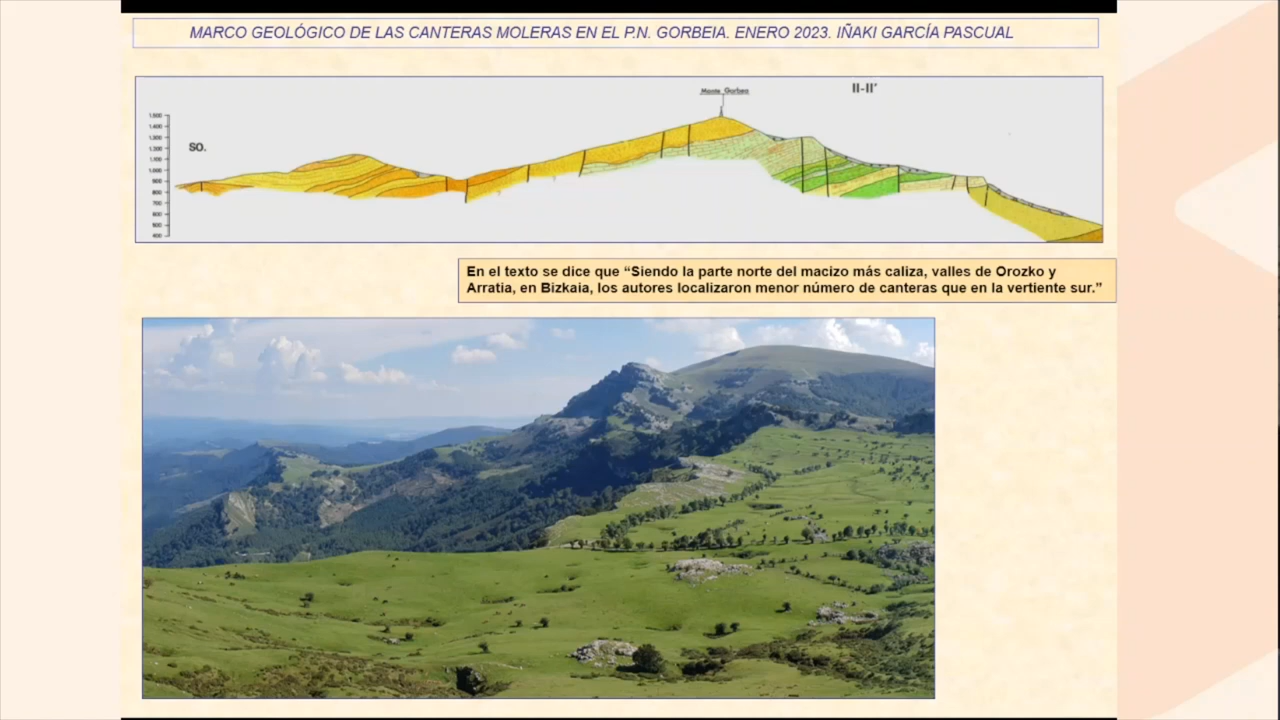 MARCO GEOLÓGICO DE LAS CANTERAS MOLERAS EN EL P.N. GORBEIA. ENERO 2023. IÑAKI GARCÍA PASCUAL
Monte Gorbea
II-II'
SO.
En el texto se dice que “Siendo la parte norte del macizo más caliza, valles de Orozko y
Arratia, en Bizkaia, los autores localizaron menor número de canteras que en la vertiente sur.”